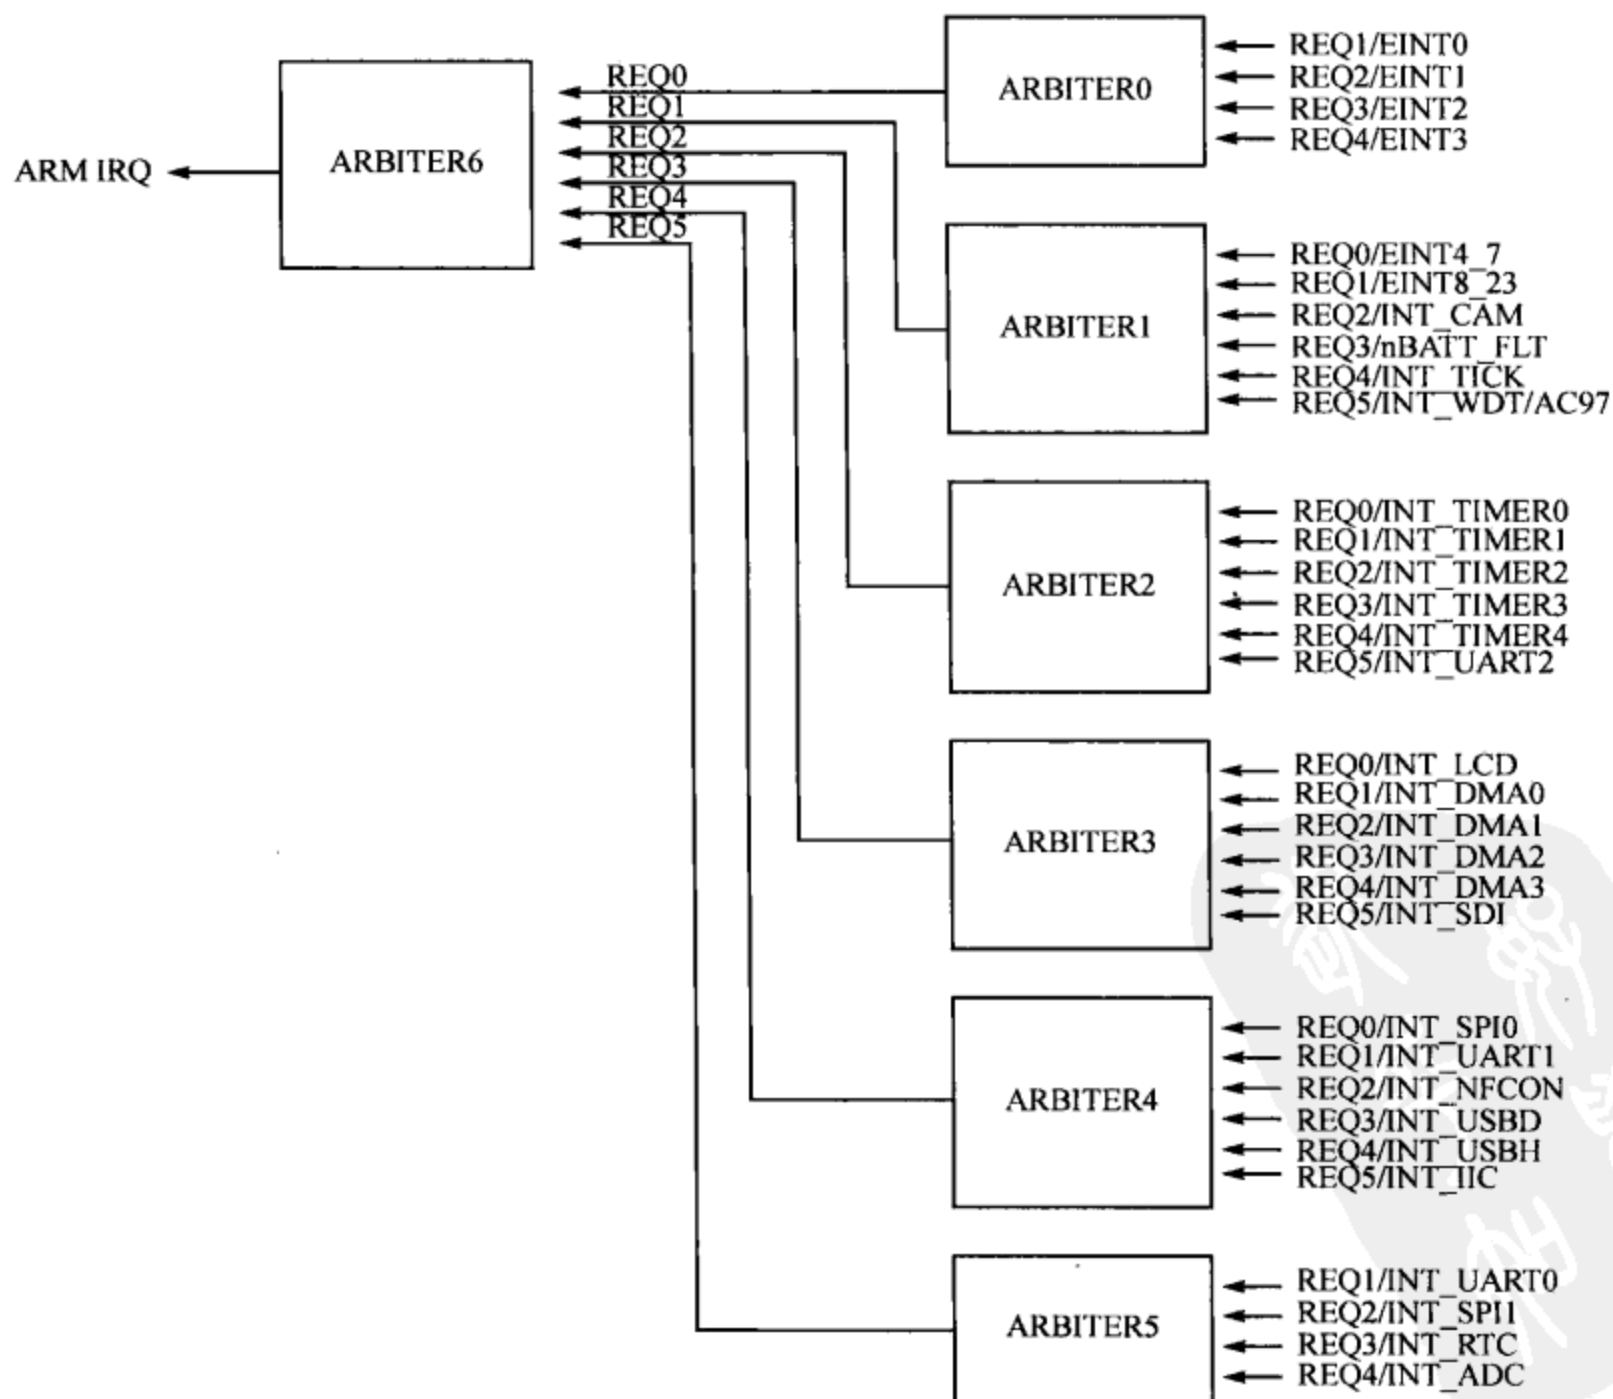 ARM IRQ
ARBITER6
REQ0
REQ1
REQ2
REQ3
REQ4
REQ5
ARBITER0
REQ1/EINT0
REQ2/EINT1
REQ3/EINT2
REQ4/EINT3
ARBITER1
REQ0/EINT4_7
REQ1/EINT8_23
REQ2/INT_CAM
REQ3/nBATT_FLT
REQ4/INT_TICK
REQ5/INT_WDT/AC97
ARBITER2
REQ0/INT_TIMER0
REQ1/INT_TIMER1
REQ2/INT_TIMER2
REQ3/INT_TIMER3
REQ4/INT_TIMER4
REQ5/INT_UART2
ARBITER3
REQ0/INT_LCD
REQ1/INT_DMA0
REQ2/INT_DMA1
REQ3/INT_DMA2
REQ4/INT_DMA3
REQ5/INT_SDI
ARBITER4
REQ0/INT_SPI0
REQ1/INT_UART1
REQ2/INT_NFCON
REQ3/INT_USBD
REQ4/INT_USBH
REQ5/INT_IIC
ARBITER5
REQ1/INT_UART0
REQ2/INT_SPI1
REQ3/INT_RTC
REQ4/INT_ADC